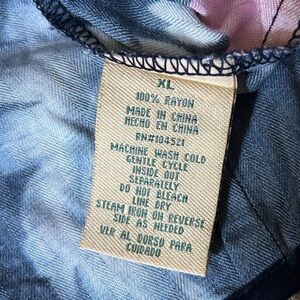 XL
100% RAYON
MADE IN CHINA
HECHO EN CHINA
RN#104521
MACHINE WASH COLD
GENTLE CYCLE
INSIDE OUT
SEPARATELY
DO NOT BLEACH
LINE DRY
STEAM IRON ON REVERSE
SIDE AS NEEDED
VER AL DORSO PARA
CUIDADO